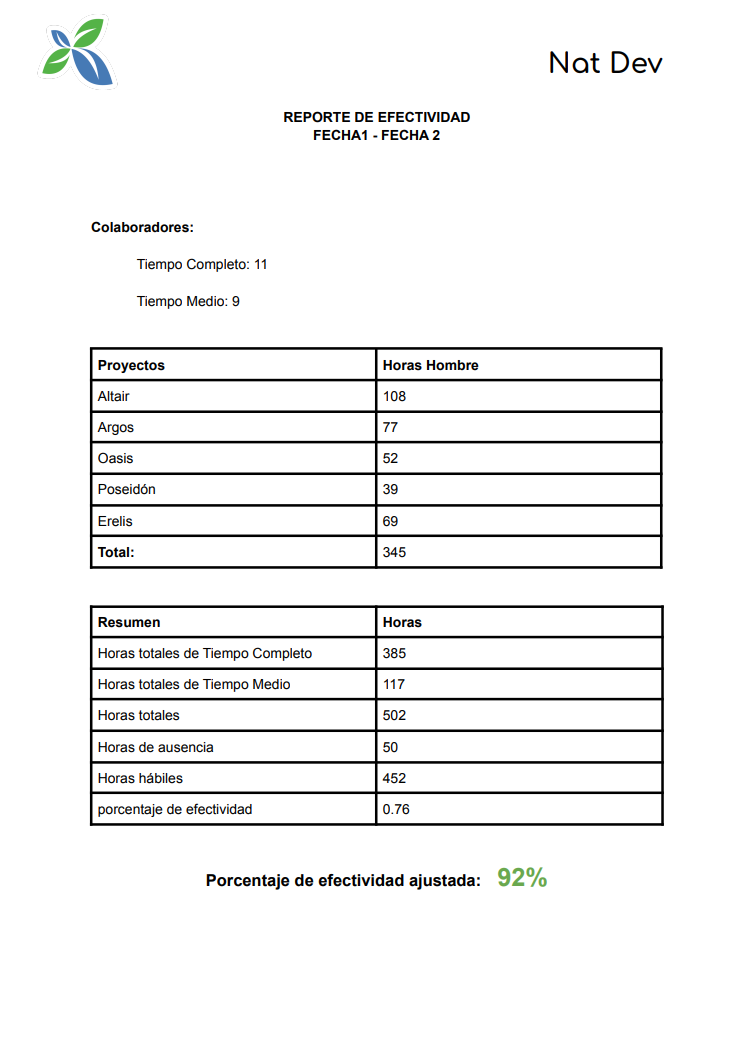 Nat Dev
REPORTE DE EFECTIVIDAD
FECHA1 - FECHA 2
Colaboradores:
Tiempo Completo: 11
Tiempo Medio: 9
Proyectos Horas Hombre
Altair 108
Argos 77
Oasis 52
Poseidón 39
Erelis 69
Total: 345
Resumen Horas
Horas totales de Tiempo Completo 385
Horas totales de Tiempo Medio 117
Horas totales 502
Horas de ausencia 50
Horas hábiles 452
porcentaje de efectividad 0.76
Porcentaje de efectividad ajustada: 92%